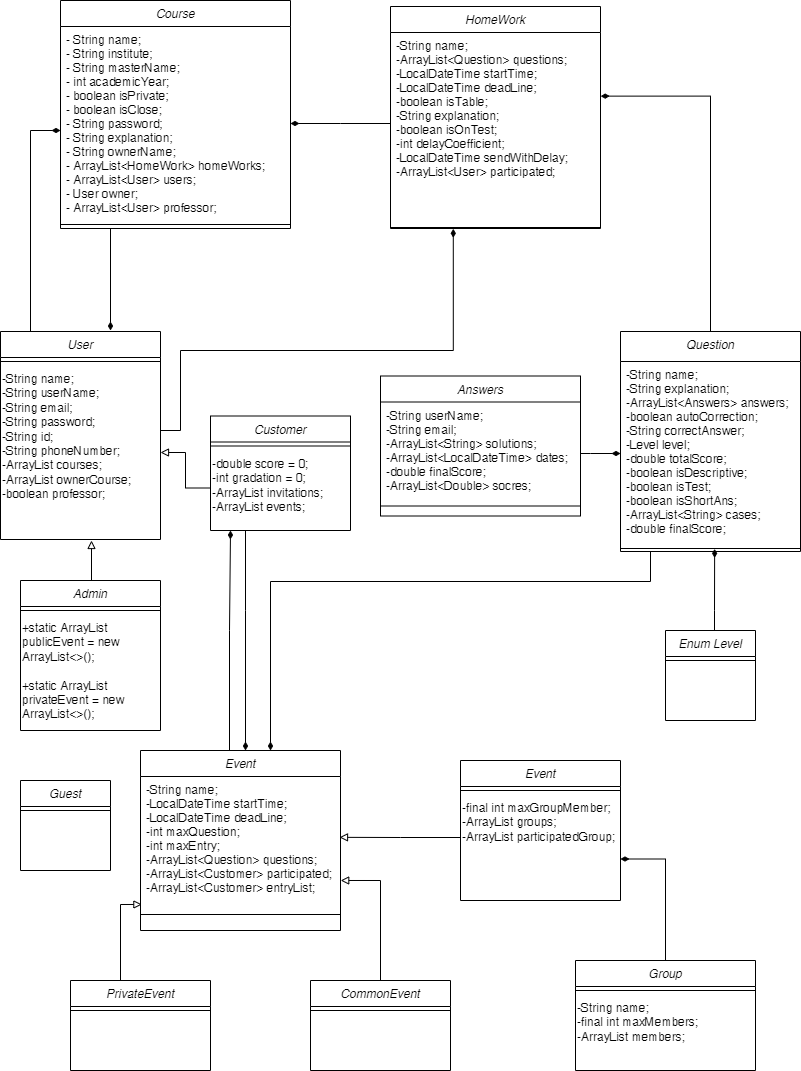 Course
- String name;
- String institute;
- String masterName;
- int academicYear;
- boolean isPrivate;
- boolean isClose;
- String password;
- String explanation;
- String ownerName;
- ArrayList<HomeWork> homeWorks;
- ArrayList<User> users;
- User owner;
- ArrayList<User> professor;
HomeWork
-String name;
-ArrayList<Question> questions;
-LocalDateTime startTime;
-LocalDateTime deadLine;
-boolean isTable;
-String explanation;
-boolean isOnTest;
-int delayCoefficient;
-LocalDateTime sendWithDelay;
-ArrayList<User> participated;
User
-String name;
-String userName;
-String email;
-String password;
-String id;
-String phoneNumber;
-ArrayList courses;
-ArrayList ownerCourse;
-boolean professor;
Customer
-double score = 0;
-int gradation = 0;
-ArrayList invitations;
-ArrayList events;
Answers
-String userName;
-String email;
-ArrayList<String> solutions;
-ArrayList<LocalDateTime> dates;
-double finalScore;
-ArrayList<Double> socres;
Question
-String name;
-String explanation;
-ArrayList<Answers> answers;
-boolean autoCorrection;
-String correctAnswer;
-Level level;
-double totalScore;
-boolean isDescriptive;
-boolean isTest;
-boolean isShortAns;
-ArrayList<String> cases;
-double finalScore;
Admin
+static ArrayList
publicEvent = new
ArrayList<>();
+static ArrayList
privateEvent = new
ArrayList<>();
Enum Level
Guest
Event
-String name;
-LocalDateTime startTime;
-LocalDateTime deadLine;
-int maxQuestion;
-int maxEntry;
-ArrayList<Question> questions;
-ArrayList<Customer> participated;
-ArrayList<Customer> entryList;
Event
-final int maxGroupMember;
-ArrayList groups;
-ArrayList participatedGroup;
PrivateEvent
CommonEvent
Group
-String name;
-final int maxMembers;
-ArrayList members;